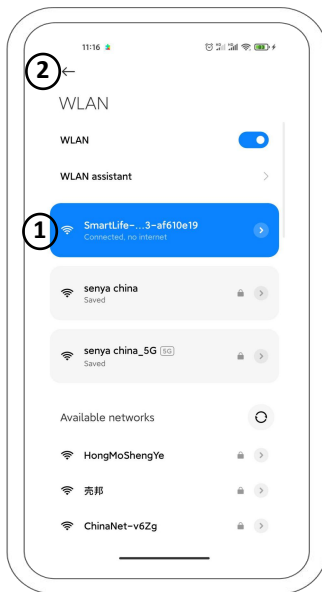 11:16
2
WLAN
WLAN
WLAN assistant
1
SmartLife-...3-af610e19
Connected, no internet
senya china
Saved
senya china_5G 5G
Saved
Available networks
HongMoShengYe
壳邦
ChinaNet-v6Zg